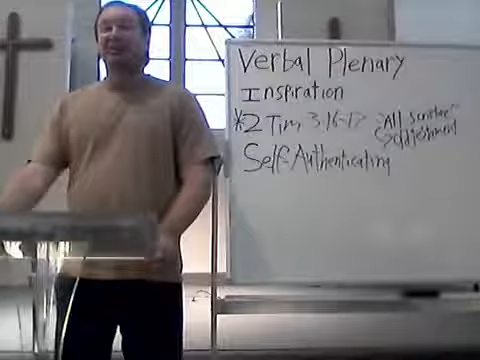 Verbal Plenary
Inspiration
*2 Tim 3:16-17 "All scripture"
Self-Authenticating